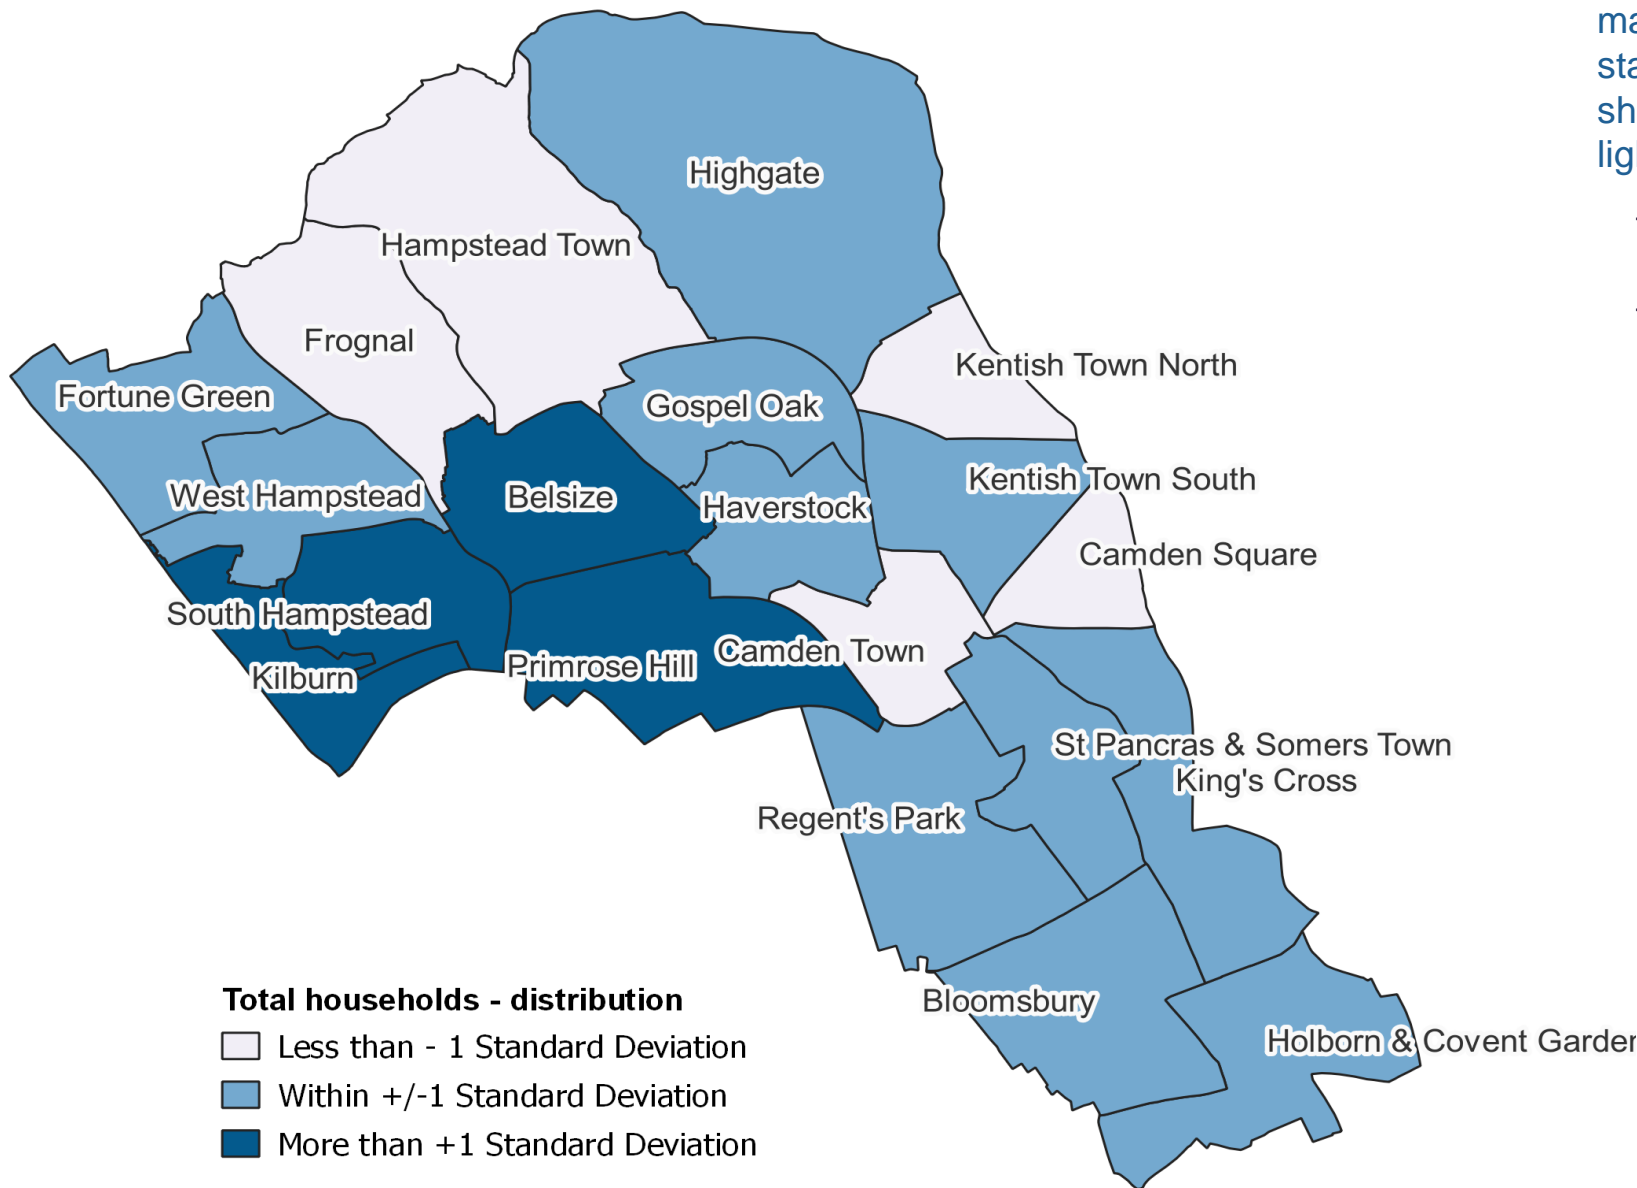 Highgate
Hampstead Town
Frognal
Kentish Town North
Fortune Green
Gospel Oak
Kentish Town South
West Hampstead
Belsize
Haverstock
Camden Square
South Hampstead
Camden Town
Primrose Hill
Kilburn
St Pancras & Somers Town
King's Cross
Regent's Park
Bloomsbury
Holborn & Covent Garden
Total households - distribution
Less than - 1 Standard Deviation
Within +/-1 Standard Deviation
More than +1 Standard Deviation